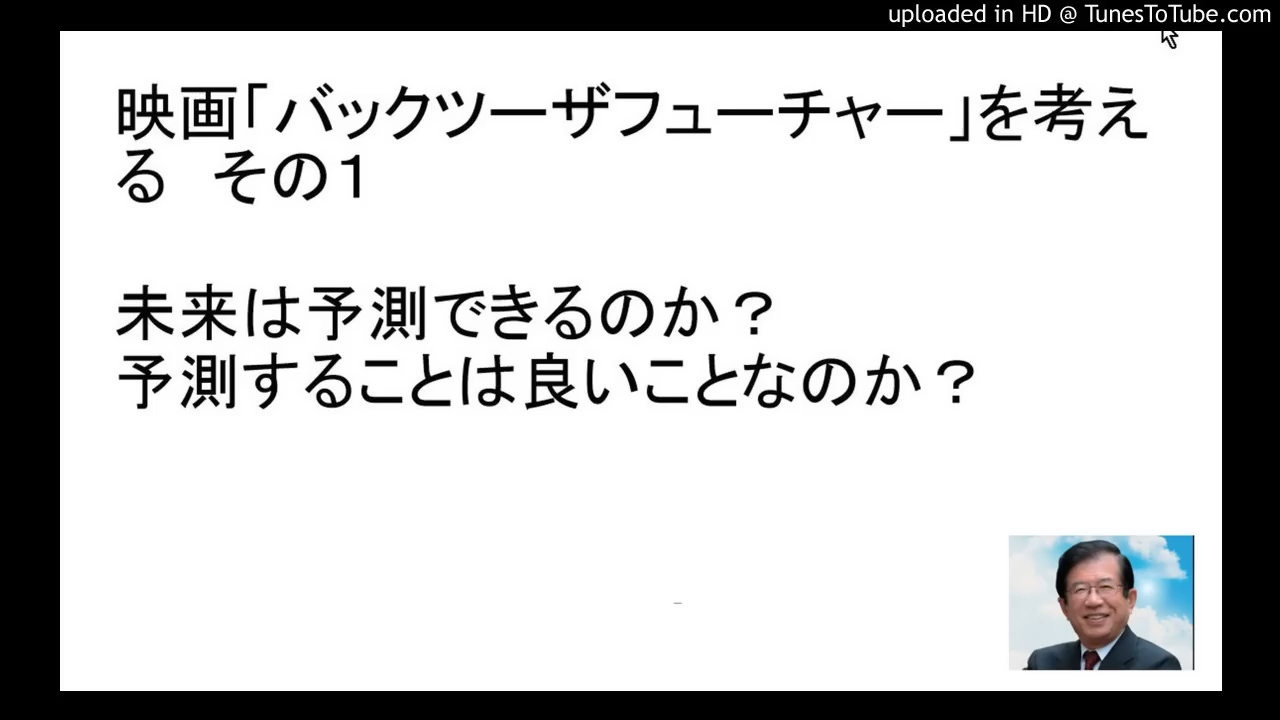 uploaded in HD @ TunesToTube.com
映画「バックツーザフューチャー」を考え
る　その１
未来は予測できるのか？
予測することは良いことなのか？